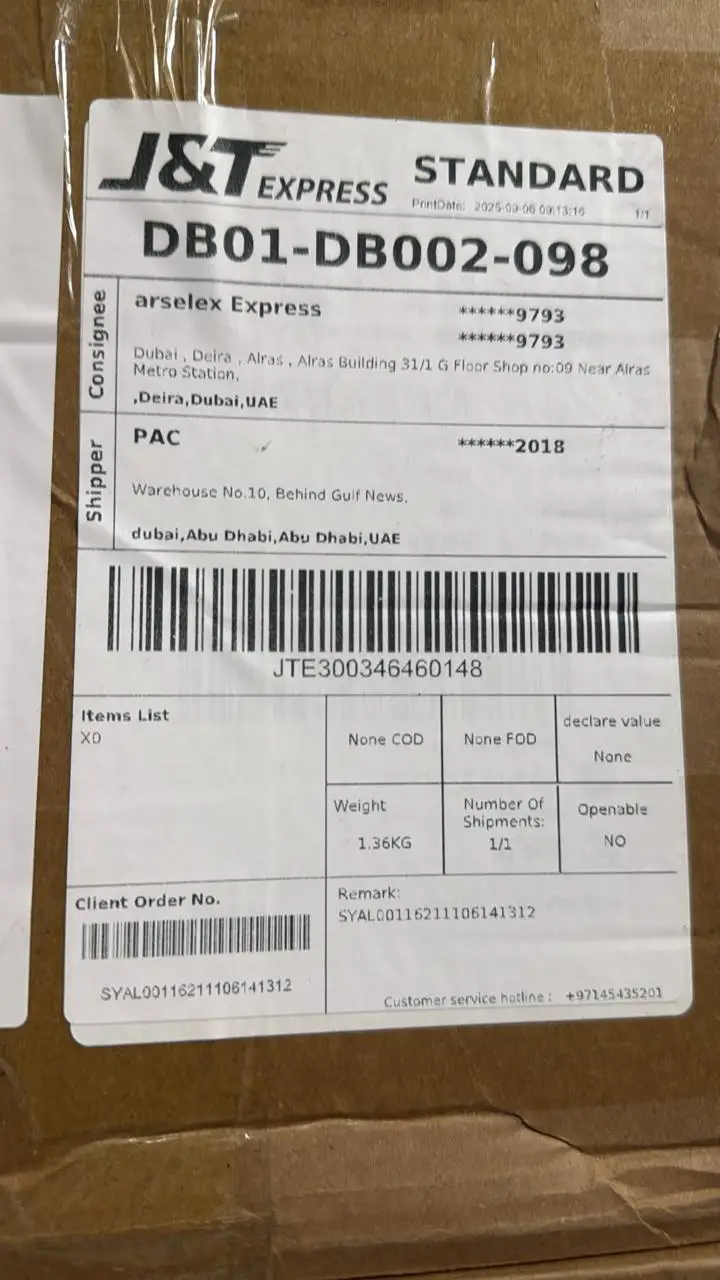 J&T EXPRESS
STANDARD
PrintDate: 2025-09-06 09:13:16 1/1
DB01-DB002-098
Consignee
arselex Express ******9793
******9793
Dubai , Deira , Alras , Alras Building 31/1 G Floor Shop no:09 Near Alras
Metro Station,
,Deira,Dubai,UAE
Shipper
PAC ******2018
Warehouse No.10, Behind Gulf News,
dubai,Abu Dhabi,Abu Dhabi,UAE
JTE300346460148
Items List
XD
None COD
None FOD
declare value
None
Weight
1.36KG
Number Of
Shipments:
1/1
Openable
NO
Client Order No.
SYAL00116211106141312
Remark:
SYAL00116211106141312
Customer service hotline : +97145435201